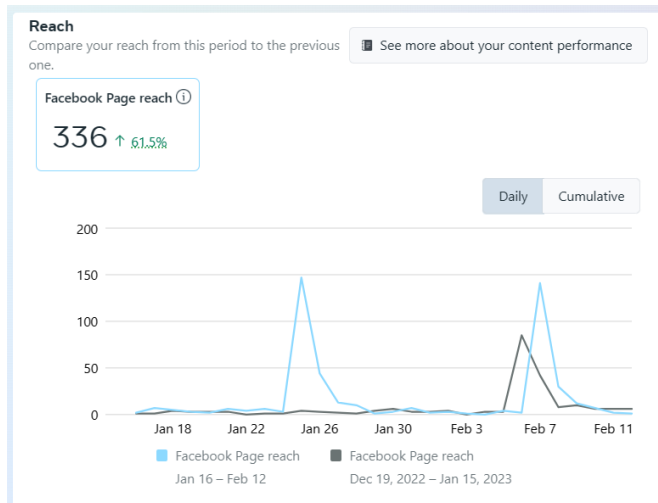 Reach
Compare your reach from this period to the previous
one.
See more about your content performance
Facebook Page reach
336 ↑ 61.5%
Daily Cumulative
200
150
100
50
0
Jan 18 Jan 22 Jan 26 Jan 30 Feb 3 Feb 7 Feb 11
Facebook Page reach Facebook Page reach
Jan 16 – Feb 12 Dec 19, 2022 – Jan 15, 2023